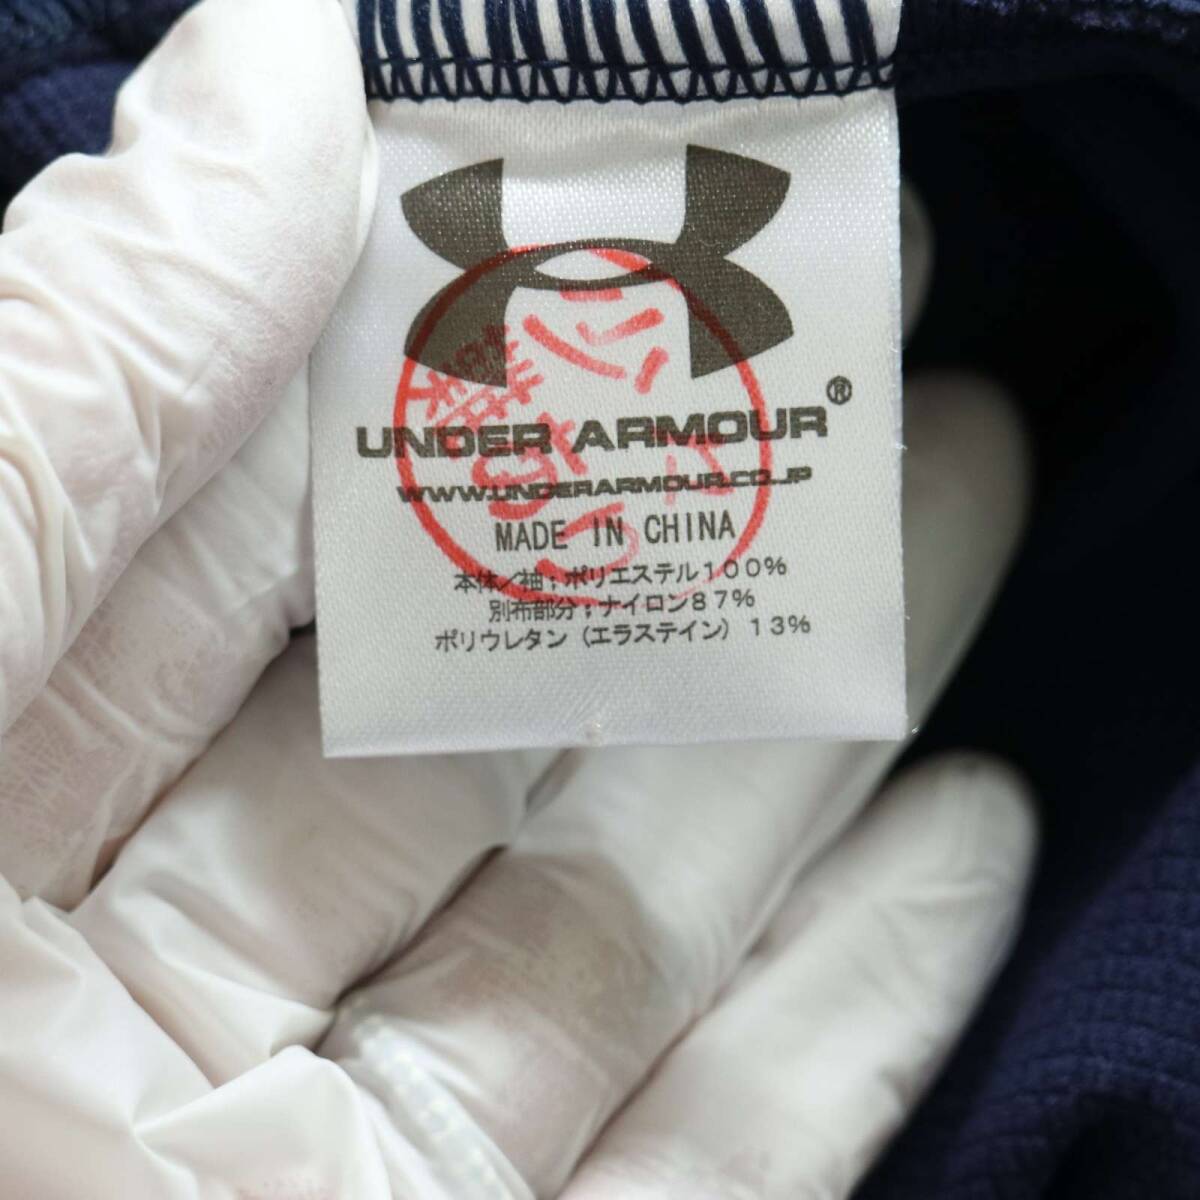 UNDER ARMOUR®
WWW.UNDERARMOUR.CO.JP
MADE IN CHINA
本体/袖:ポリエステル100%
別布部分:ナイロン87%
ポリウレタン(エラステイン)13%